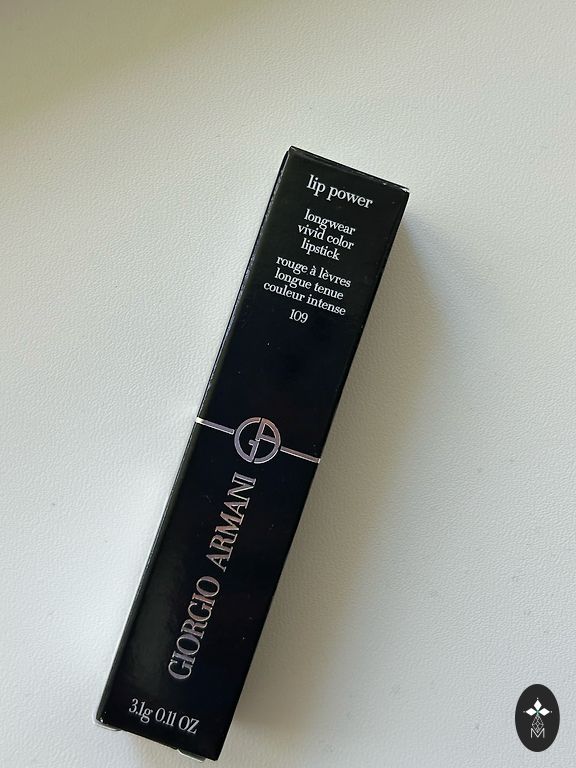 lip power
longwear
vivid color
lipstick
rouge à lèvres
longue tenue
couleur intense
109
GA
GIORGIO ARMANI
3.1g 0.11 OZ
M